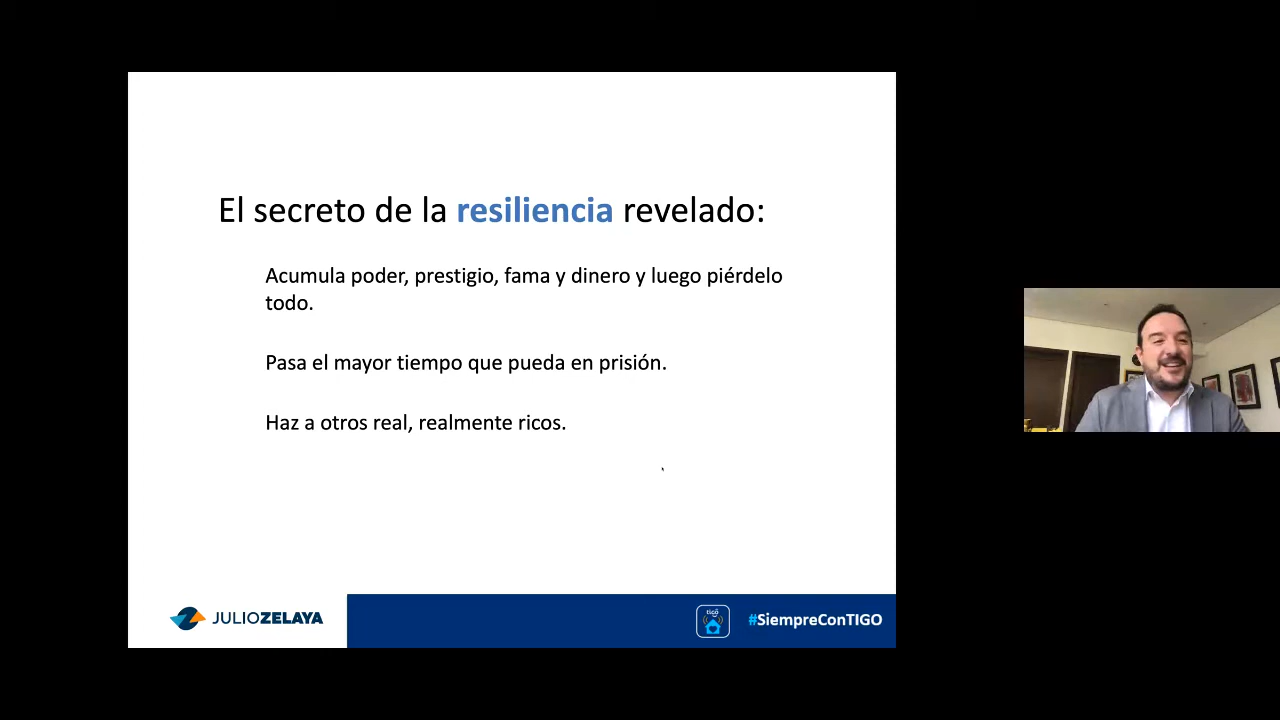 El secreto de la resiliencia revelado:
Acumula poder, prestigio, fama y dinero y luego piérdelo
todo.
Pasa el mayor tiempo que pueda en prisión.
Haz a otros real, realmente ricos.
JULIOZELAYA
tigo
#SiempreConTIGO